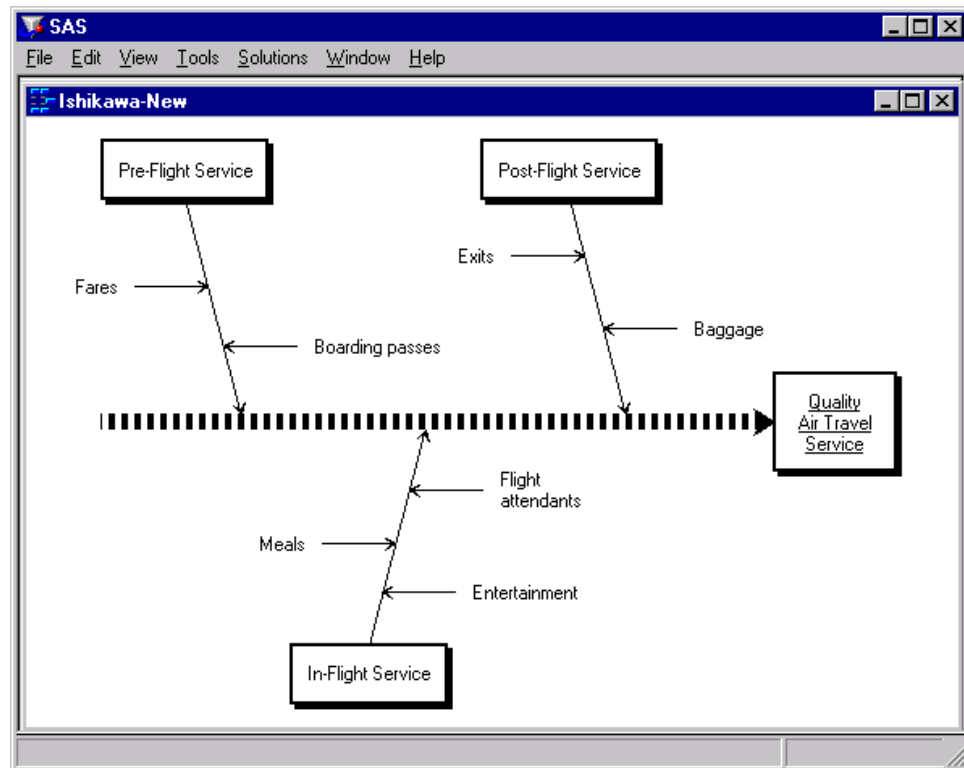 SAS
File Edit View Tools Solutions Window Help
Ishikawa-New
Pre-Flight Service
Post-Flight Service
Exits
Fares
Baggage
Boarding passes
Quality
Air Travel
Service
Flight
attendants
Meals
Entertainment
In-Flight Service